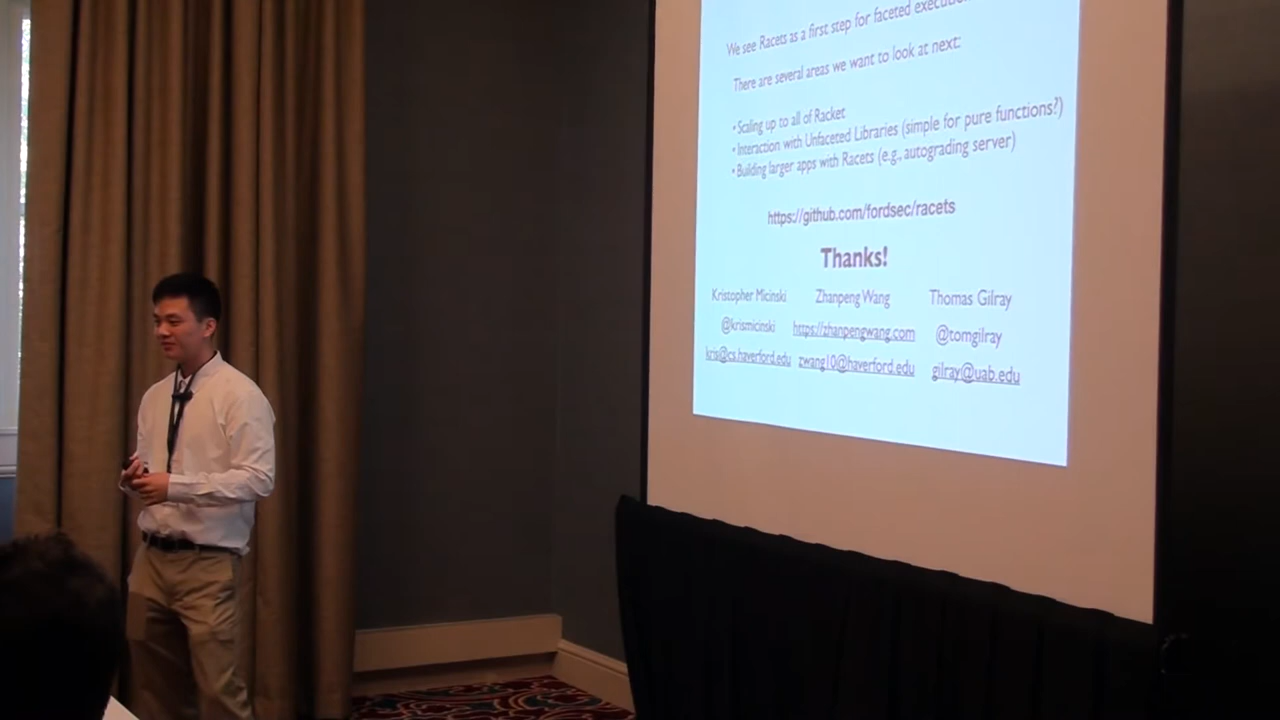 We see Racets as a first step for faceted execution
There are several areas we want to look at next:
• Scaling up to all of Racket
• Interaction with Unfaceted Libraries (simple for pure functions?)
• Building larger apps with Racets (e.g., autograding server)
https://github.com/fordsec/racets
Thanks!
Kristopher Micinski Zhanpeng Wang Thomas Gilray
@krismicinski https://zhanpengwang.com @tomgilray
kris@cs.haverford.edu zwang10@haverford.edu gilray@uab.edu